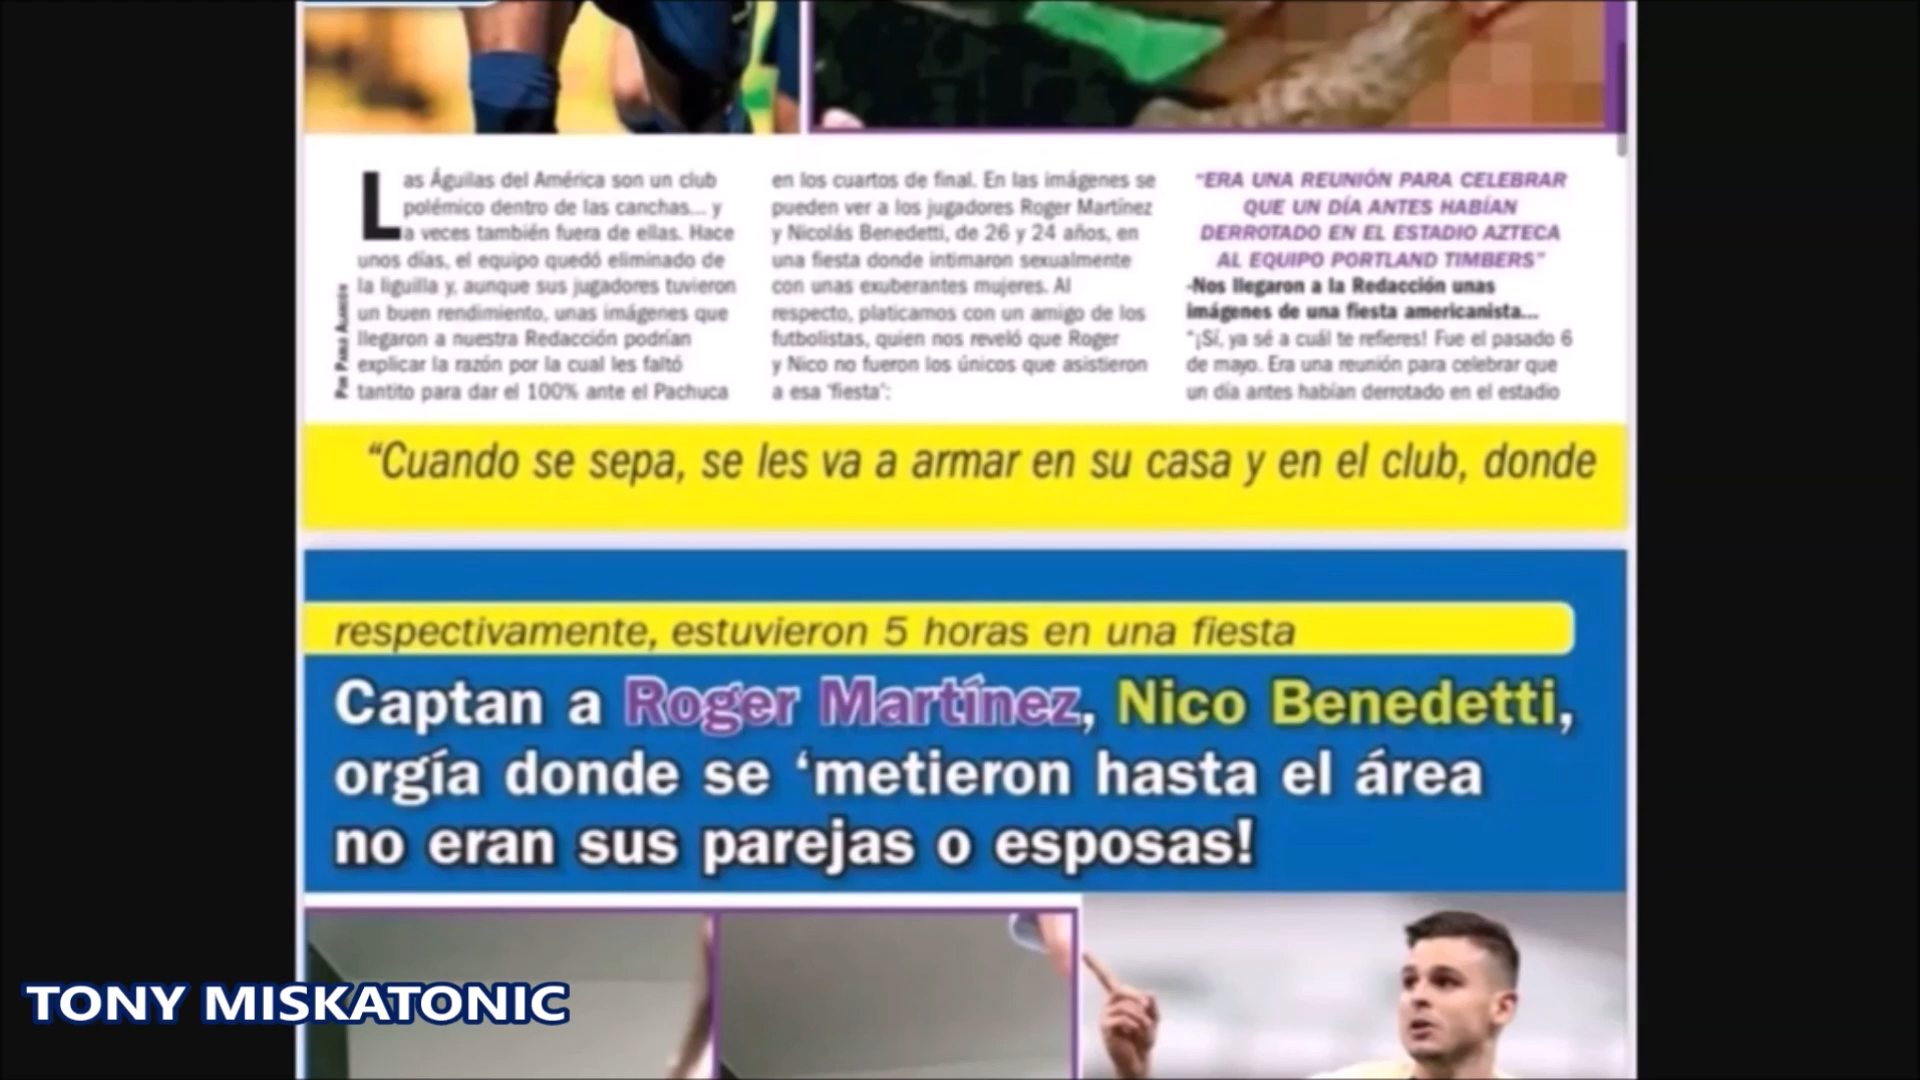 Las Águilas del América son un club
polémico dentro de las canchas... y
a veces también fuera de ellas. Hace
unos días, el equipo quedó eliminado de
la liguilla y, aunque sus jugadores tuvieron
un buen rendimiento, unas imágenes que
llegaron a nuestra Redacción podrían
explicar la razón por la cual les faltó
tantito para dar el 100% ante el Pachuca
en los cuartos de final. En las imágenes se
pueden ver a los jugadores Roger Martínez
y Nicolás Benedetti, de 26 y 24 años, en
una fiesta donde intimaron sexualmente
con unas exuberantes mujeres. Al
respecto, platicamos con un amigo de los
futbolistas, quien nos reveló que Roger
y Nico no fueron los únicos que asistieron
a esa 'fiesta':
"ERA UNA REUNIÓN PARA CELEBRAR
QUE UN DÍA ANTES HABÍAN
DERROTADO EN EL ESTADIO AZTECA
AL EQUIPO PORTLAND TIMBERS"
-Nos llegaron a la Redacción unas
imágenes de una fiesta americanista...
"¡Sí, ya sé a cuál te refieres! Fue el pasado 6
de mayo. Era una reunión para celebrar que
un día antes habían derrotado en el estadio
“Cuando se sepa, se les va a armar en su casa y en el club, donde
respectivamente, estuvieron 5 horas en una fiesta
Captan a Roger Martínez, Nico Benedetti,
orgía donde se ‘metieron hasta el área
no eran sus parejas o esposas!
TONY MISKATONIC